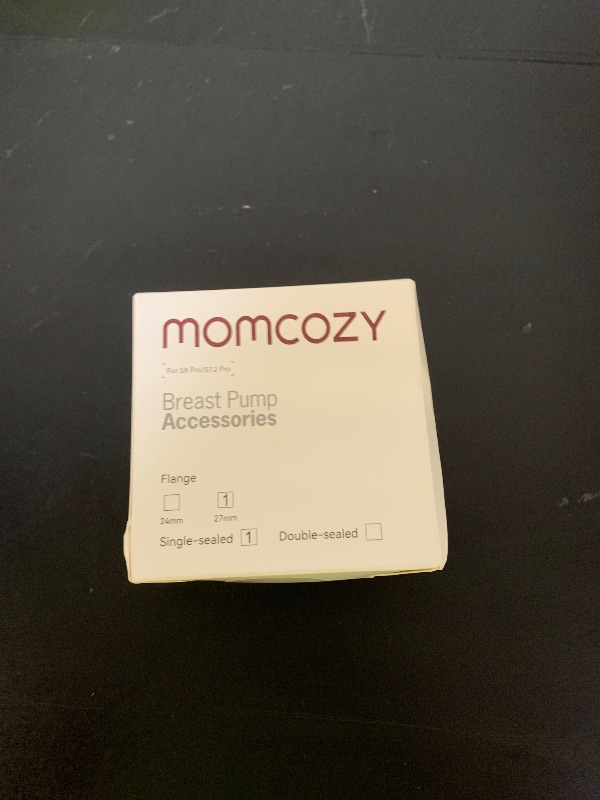 momcozy
For S9 Pro/S12 Pro
Breast Pump
Accessories
Flange
1
24mm 27mm
Single-sealed 1 Double-sealed